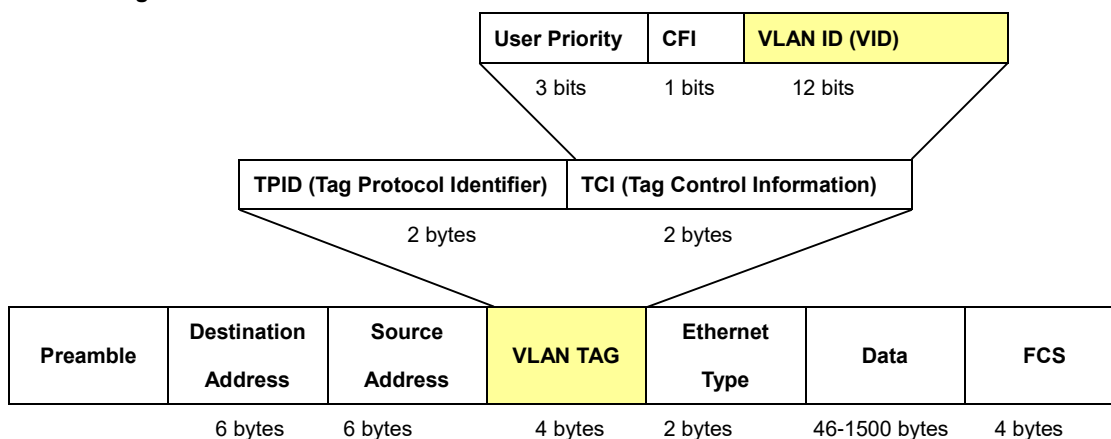 User Priority CFI VLAN ID (VID)
3 bits 1 bits 12 bits
TPID (Tag Protocol Identifier) TCI (Tag Control Information)
2 bytes 2 bytes
Preamble Destination Address Source Address VLAN TAG Ethernet Type Data FCS
6 bytes 6 bytes 4 bytes 2 bytes 46-1500 bytes 4 bytes